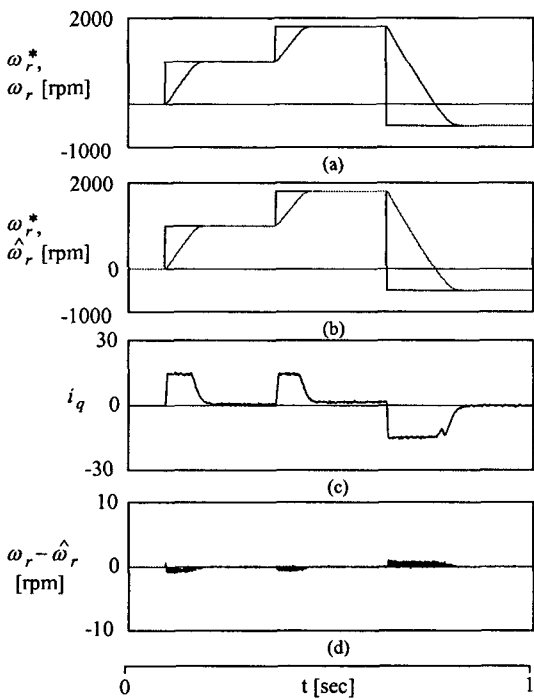 2000
ω_r*,
ω_r [rpm]
-1000
(a)
2000
ω_r*,
ω̂_r [rpm]
0
-1000
(b)
30
i_q
0
-30
(c)
10
ω_r − ω̂_r
0
[rpm]
-10
(d)
0
t [sec]
1